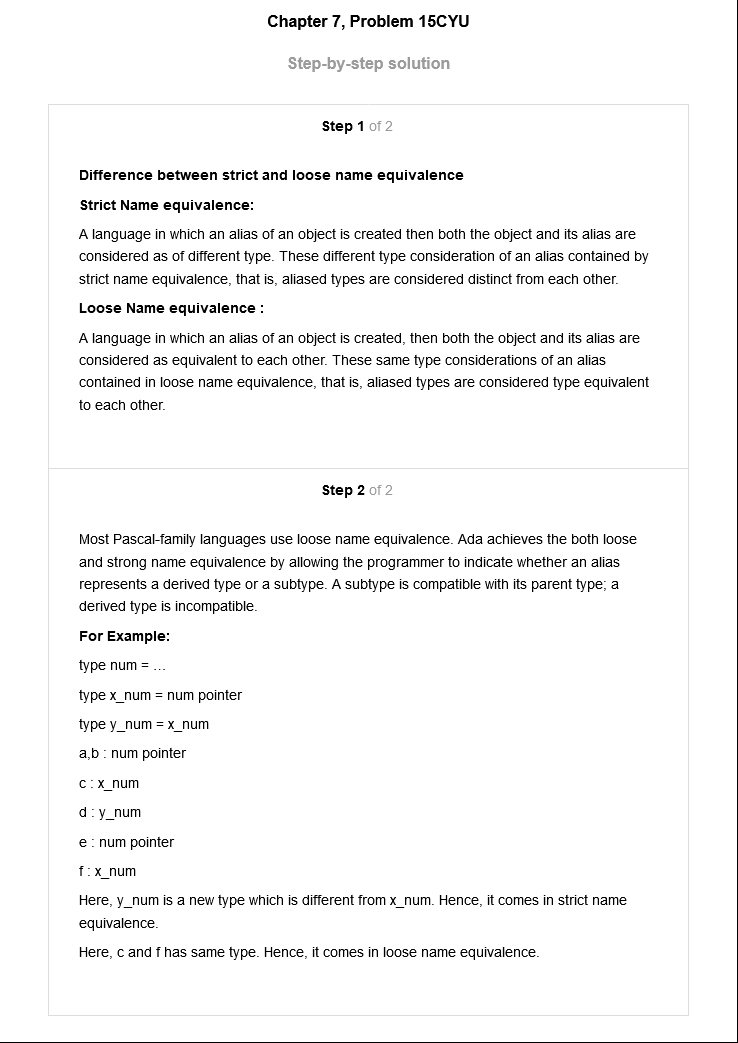 Chapter 7, Problem 15CYU
Step-by-step solution
Step 1 of 2
Difference between strict and loose name equivalence
Strict Name equivalence:
A language in which an alias of an object is created then both the object and its alias are
considered as of different type. These different type consideration of an alias contained by
strict name equivalence, that is, aliased types are considered distinct from each other.
Loose Name equivalence :
A language in which an alias of an object is created, then both the object and its alias are
considered as equivalent to each other. These same type considerations of an alias
contained in loose name equivalence, that is, aliased types are considered type equivalent
to each other.
Step 2 of 2
Most Pascal-family languages use loose name equivalence. Ada achieves the both loose
and strong name equivalence by allowing the programmer to indicate whether an alias
represents a derived type or a subtype. A subtype is compatible with its parent type; a
derived type is incompatible.
For Example:
type num = …
type x_num = num pointer
type y_num = x_num
a,b : num pointer
c : x_num
d : y_num
e : num pointer
f : x_num
Here, y_num is a new type which is different from x_num. Hence, it comes in strict name
equivalence.
Here, c and f has same type. Hence, it comes in loose name equivalence.